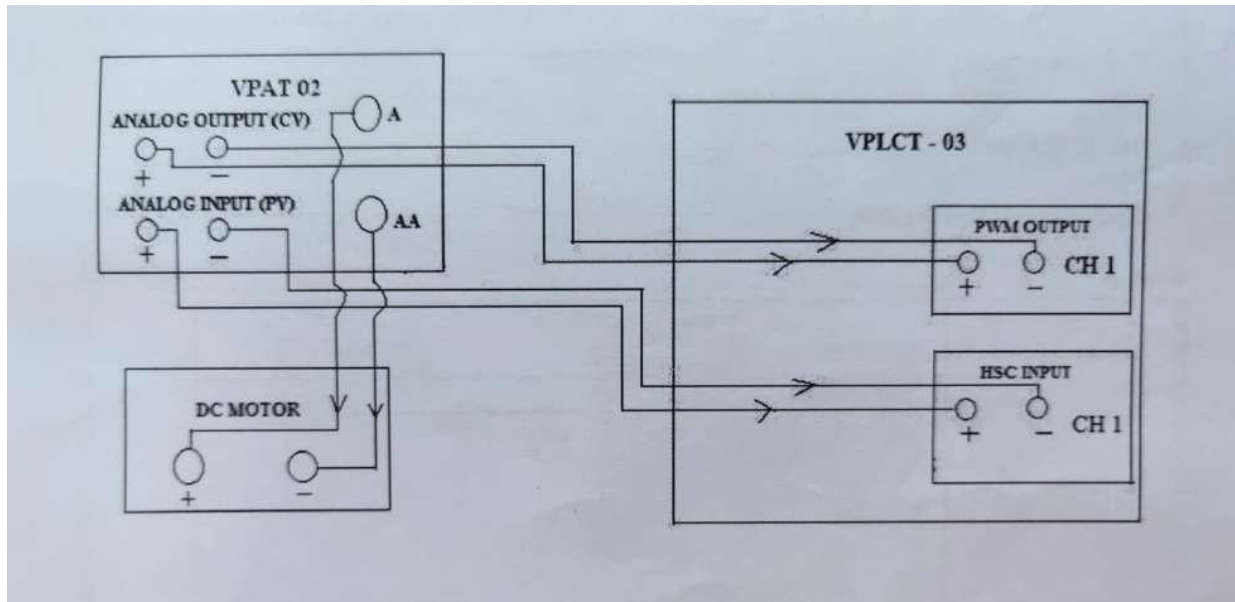 VPAT 02
ANALOG OUTPUT (CV)
A
+ −
ANALOG INPUT (PV)
AA
+ −
DC MOTOR
+ −
VPLCT - 03
PWM OUTPUT
CH 1
+ −
HSC INPUT
CH 1
+ −